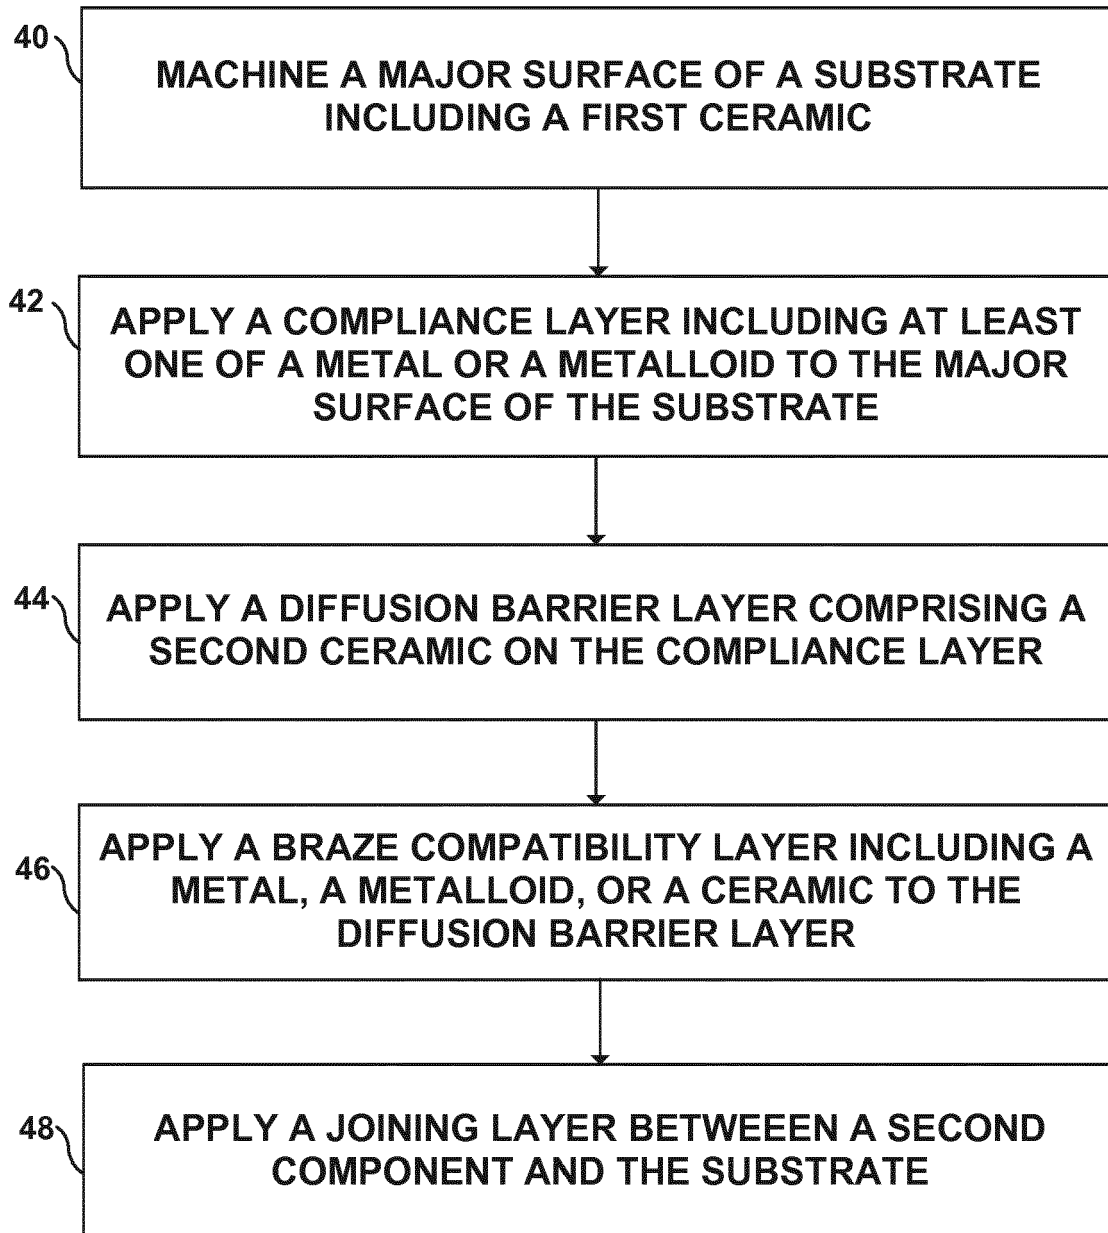 40
MACHINE A MAJOR SURFACE OF A SUBSTRATE
INCLUDING A FIRST CERAMIC
42
APPLY A COMPLIANCE LAYER INCLUDING AT LEAST
ONE OF A METAL OR A METALLOID TO THE MAJOR
SURFACE OF THE SUBSTRATE
44
APPLY A DIFFUSION BARRIER LAYER COMPRISING A
SECOND CERAMIC ON THE COMPLIANCE LAYER
46
APPLY A BRAZE COMPATIBILITY LAYER INCLUDING A
METAL, A METALLOID, OR A CERAMIC TO THE
DIFFUSION BARRIER LAYER
48
APPLY A JOINING LAYER BETWEEEN A SECOND
COMPONENT AND THE SUBSTRATE